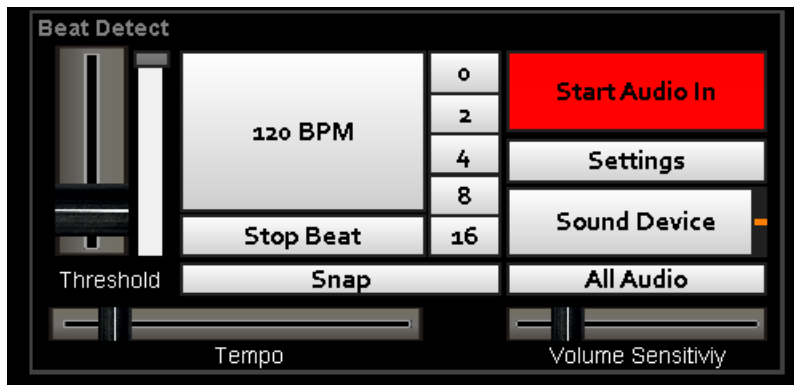 Beat Detect
120 BPM
0
2
4
8
16
Start Audio In
Settings
Sound Device
Stop Beat
Threshold
Snap
All Audio
Tempo
Volume Sensitiviy